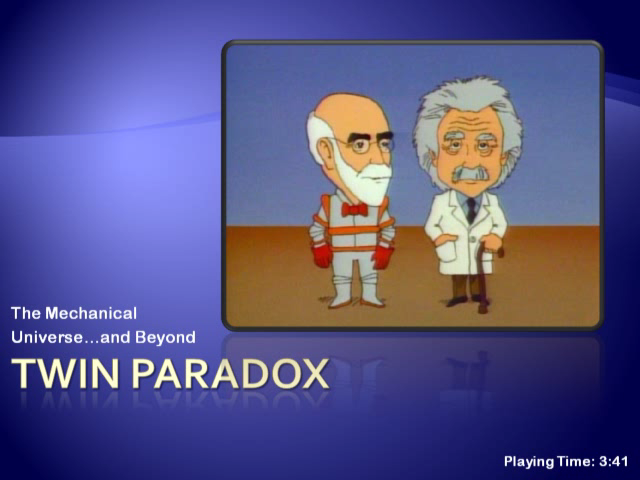 The Mechanical
Universe...and Beyond
TWIN PARADOX
Playing Time: 3:41